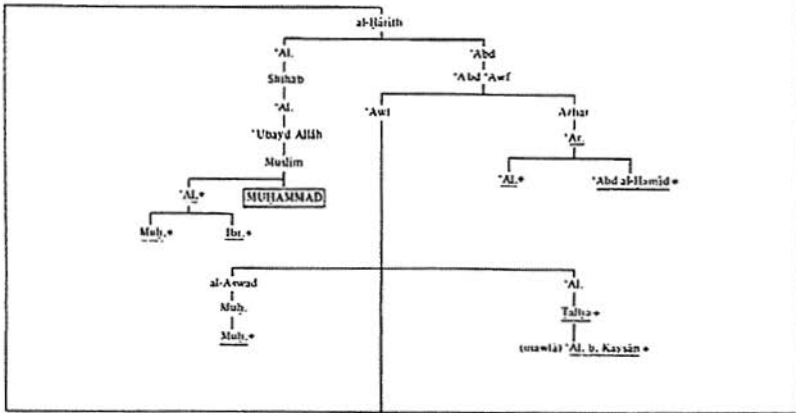 al-Ḥārith
ʿAl. ʿAbd
Shihāb ʿAbd ʿAwf
ʿAl. ʿAwf Azhar
ʿUbayd Allāh ʿAr.
Muslim
ʿAl.* MUḤAMMAD ʿAl.* ʿAbd al-Ḥamīd*
Muḥ.* Ibr.*
al-Aswad ʿAl.
Muḥ. Ṭalḥa*
Muḥ.* (mawlā) ʿAl. b. Kaysān*